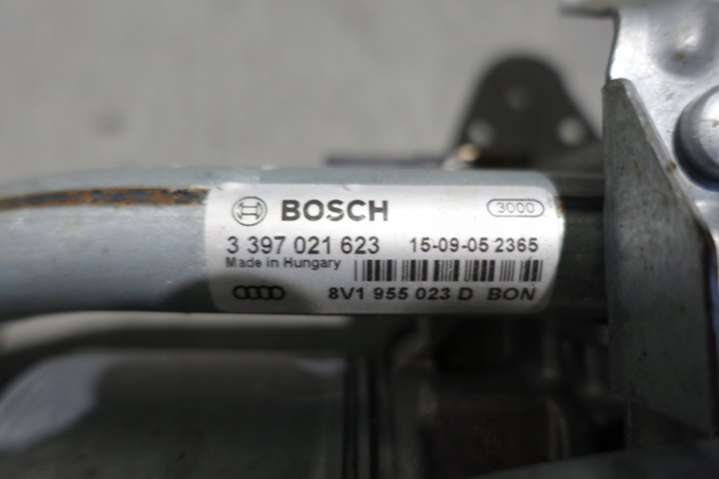 BOSCH 3000
3 397 021 623 15-09-05 2365
Made in Hungary
8V1 955 023 D BON